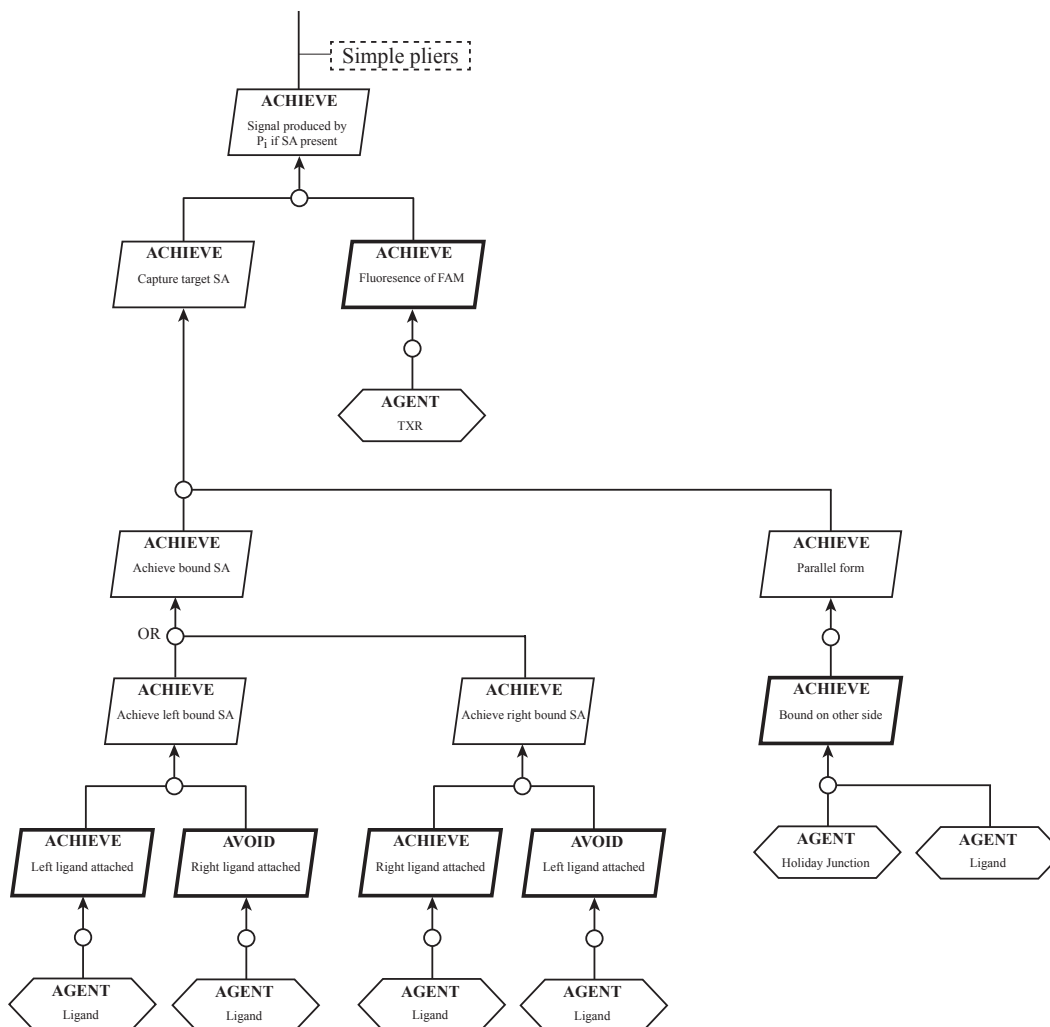 Simple pliers
ACHIEVE
Signal produced by
Pi if SA present
ACHIEVE
Capture target SA
ACHIEVE
Fluoresence of FAM
AGENT
TXR
ACHIEVE
Achieve bound SA
ACHIEVE
Parallel form
OR
ACHIEVE
Achieve left bound SA
ACHIEVE
Achieve right bound SA
ACHIEVE
Bound on other side
ACHIEVE
Left ligand attached
AVOID
Right ligand attached
ACHIEVE
Right ligand attached
AVOID
Left ligand attached
AGENT
Holiday Junction
AGENT
Ligand
AGENT
Ligand
AGENT
Ligand
AGENT
Ligand
AGENT
Ligand